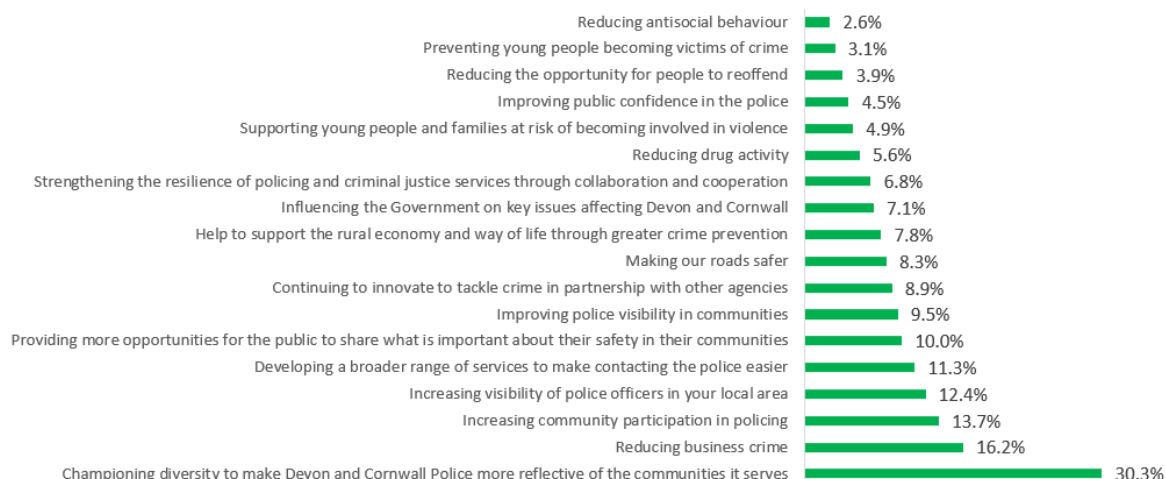 Reducing antisocial behaviour 2.6%
Preventing young people becoming victims of crime 3.1%
Reducing the opportunity for people to reoffend 3.9%
Improving public confidence in the police 4.5%
Supporting young people and families at risk of becoming involved in violence 4.9%
Reducing drug activity 5.6%
Strengthening the resilience of policing and criminal justice services through collaboration and cooperation 6.8%
Influencing the Government on key issues affecting Devon and Cornwall 7.1%
Help to support the rural economy and way of life through greater crime prevention 7.8%
Making our roads safer 8.3%
Continuing to innovate to tackle crime in partnership with other agencies 8.9%
Improving police visibility in communities 9.5%
Providing more opportunities for the public to share what is important about their safety in their communities 10.0%
Developing a broader range of services to make contacting the police easier 11.3%
Increasing visibility of police officers in your local area 12.4%
Increasing community participation in policing 13.7%
Reducing business crime 16.2%
Championing diversity to make Devon and Cornwall Police more reflective of the communities it serves 30.3%